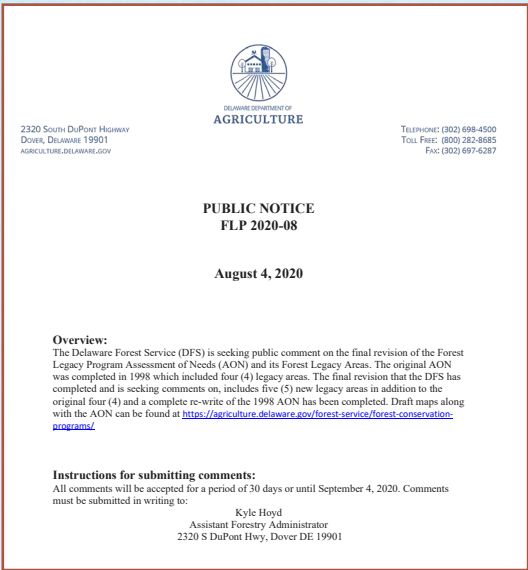 DELAWARE DEPARTMENT OF
AGRICULTURE
2320 SOUTH DUPONT HIGHWAY
DOVER, DELAWARE 19901
AGRICULTURE.DELAWARE.GOV
TELEPHONE: (302) 698-4500
TOLL FREE: (800) 282-8685
FAX: (302) 697-6287
PUBLIC NOTICE
FLP 2020-08
August 4, 2020
Overview:
The Delaware Forest Service (DFS) is seeking public comment on the final revision of the Forest
Legacy Program Assessment of Needs (AON) and its Forest Legacy Areas. The original AON
was completed in 1998 which included four (4) legacy areas. The final revision that the DFS has
completed and is seeking comments on, includes five (5) new legacy areas in addition to the
original four (4) and a complete re-write of the 1998 AON has been completed. Draft maps along
with the AON can be found at https://agriculture.delaware.gov/forest-service/forest-conservation-
programs/
Instructions for submitting comments:
All comments will be accepted for a period of 30 days or until September 4, 2020. Comments
must be submitted in writing to:
Kyle Hoyd
Assistant Forestry Administrator
2320 S DuPont Hwy, Dover DE 19901